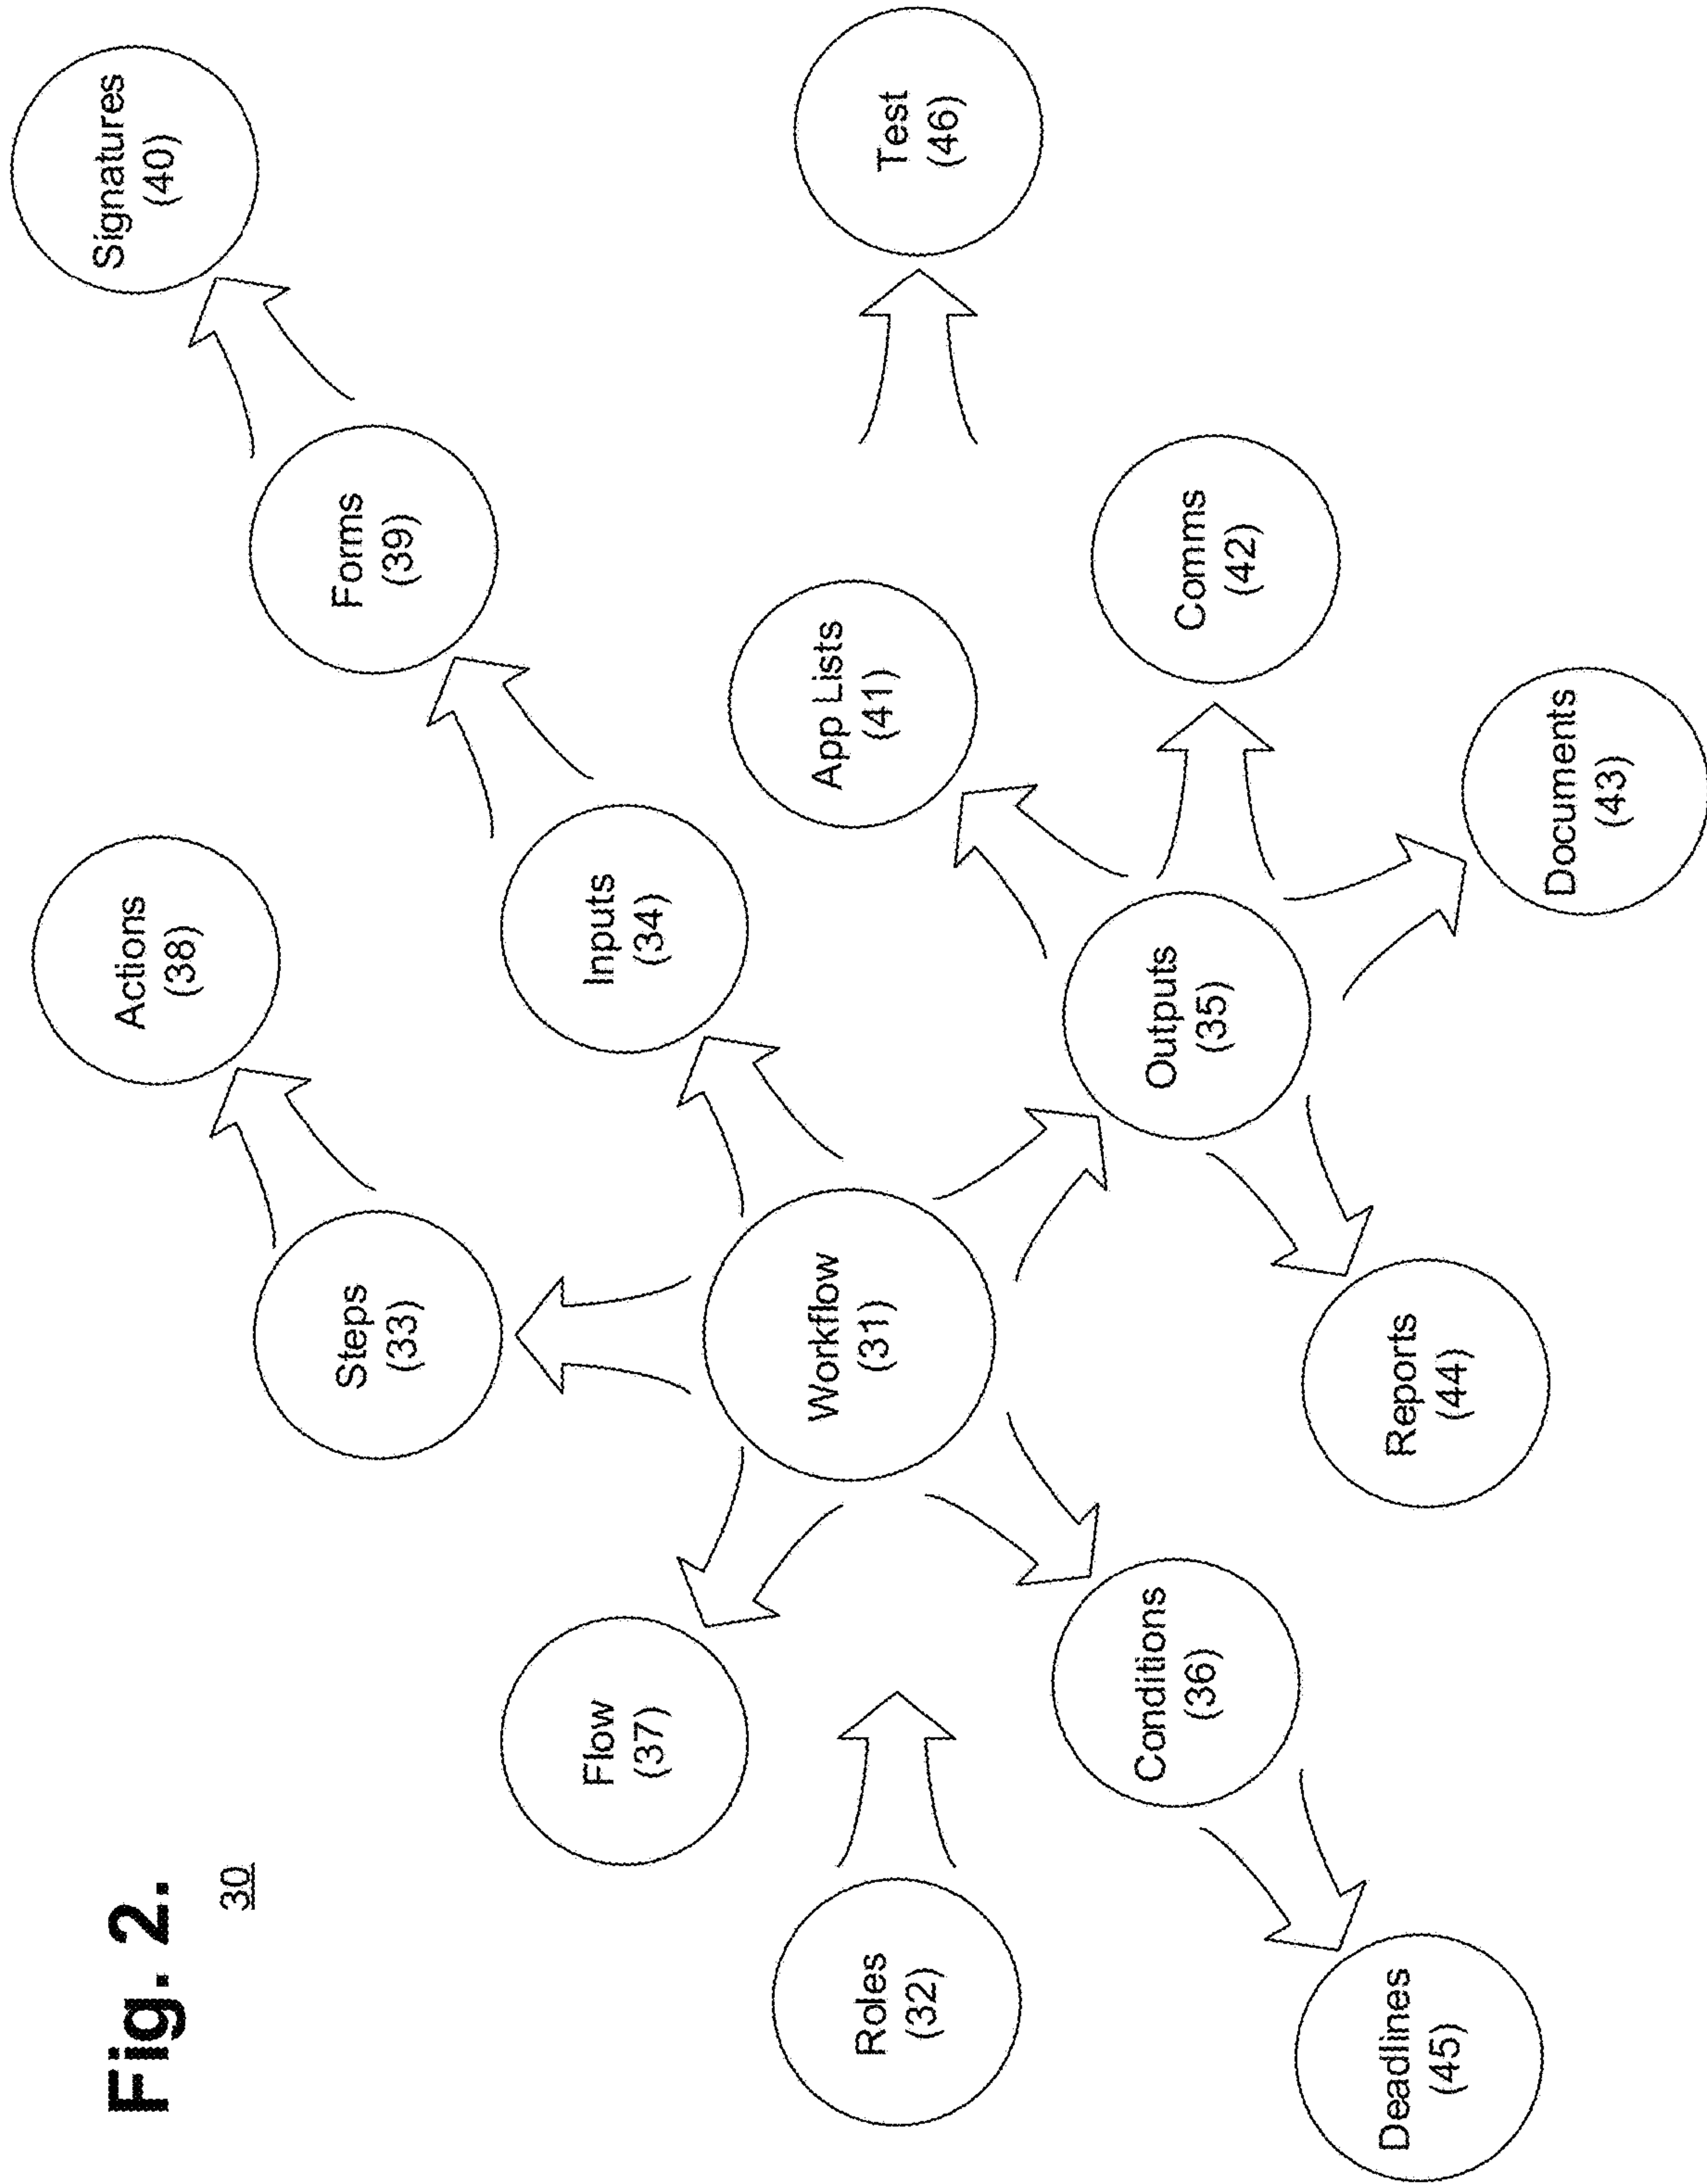 Fig. 2.
30
Signatures
(40)
Actions
(38)
Forms
(39)
Steps
(33)
Inputs
(34)
Flow
(37)
Test
(46)
App Lists
(41)
Workflow
(31)
Roles
(32)
Comms
(42)
Outputs
(35)
Conditions
(36)
Documents
(43)
Reports
(44)
Deadlines
(45)